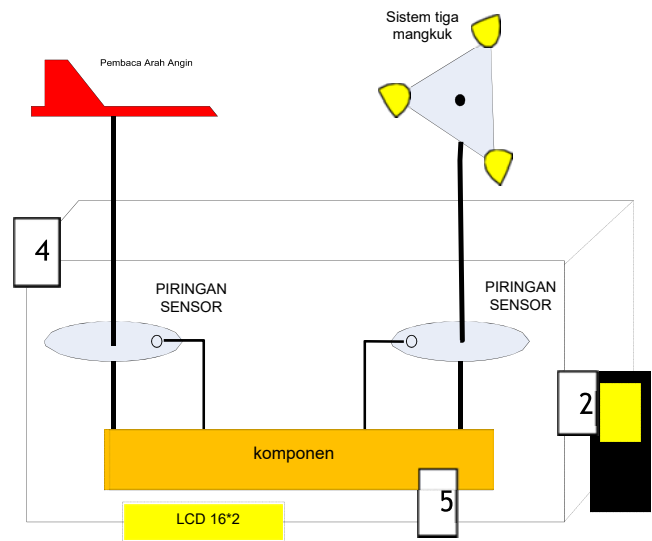 Sistem tiga
mangkuk
Pembaca Arah Angin
4
PIRINGAN
SENSOR
PIRINGAN
SENSOR
2
komponen
5
LCD 16*2